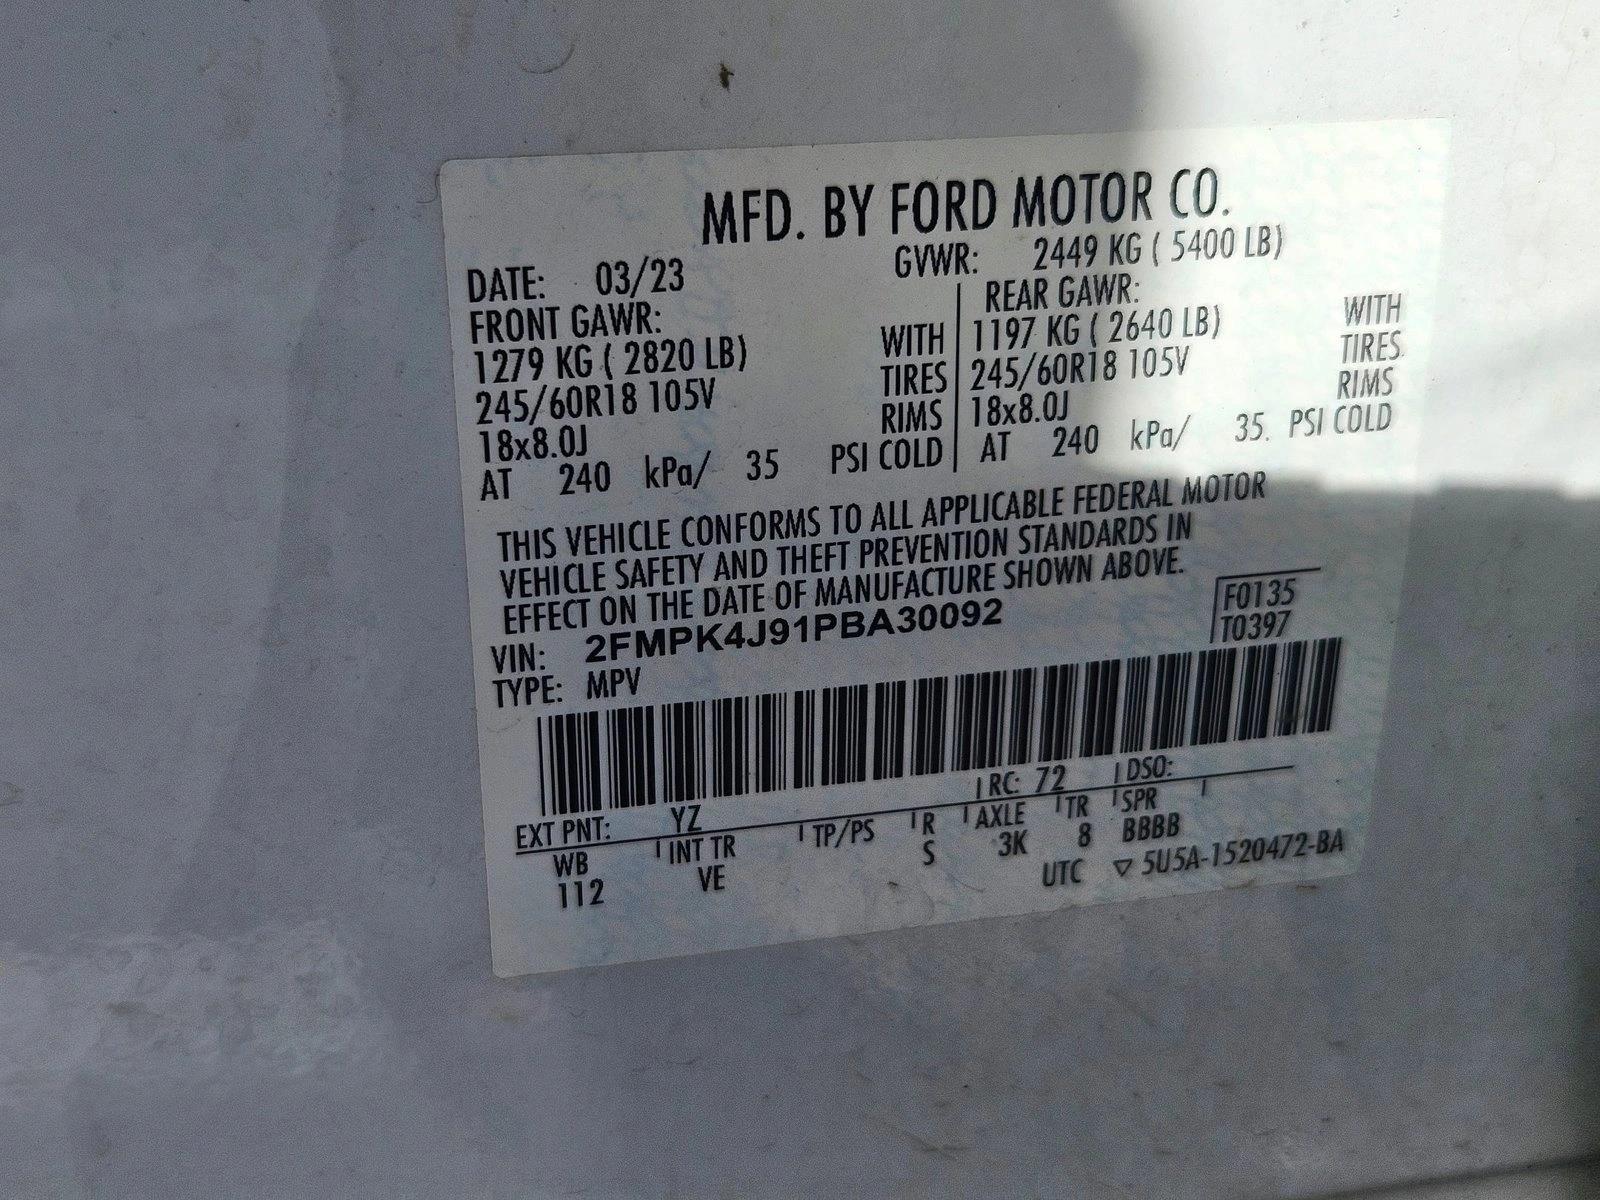 MFD. BY FORD MOTOR CO.
DATE: 03/23 GVWR: 2449 KG ( 5400 LB)
FRONT GAWR: REAR GAWR:
1279 KG ( 2820 LB) WITH 1197 KG ( 2640 LB) WITH
245/60R18 105V TIRES 245/60R18 105V TIRES
18x8.0J RIMS 18x8.0J RIMS
AT 240 kPa/ 35 PSI COLD AT 240 kPa/ 35 PSI COLD
THIS VEHICLE CONFORMS TO ALL APPLICABLE FEDERAL MOTOR
VEHICLE SAFETY AND THEFT PREVENTION STANDARDS IN
EFFECT ON THE DATE OF MANUFACTURE SHOWN ABOVE.
VIN: 2FMPK4J91PBA30092 F0135
TYPE: MPV T0397
EXT PNT: YZ RC: 72 DSO:
WB INT TR TP/PS R AXLE TR SPR
112 VE S 3K 8 BBBB
UTC ▽ 5U5A-1520472-BA